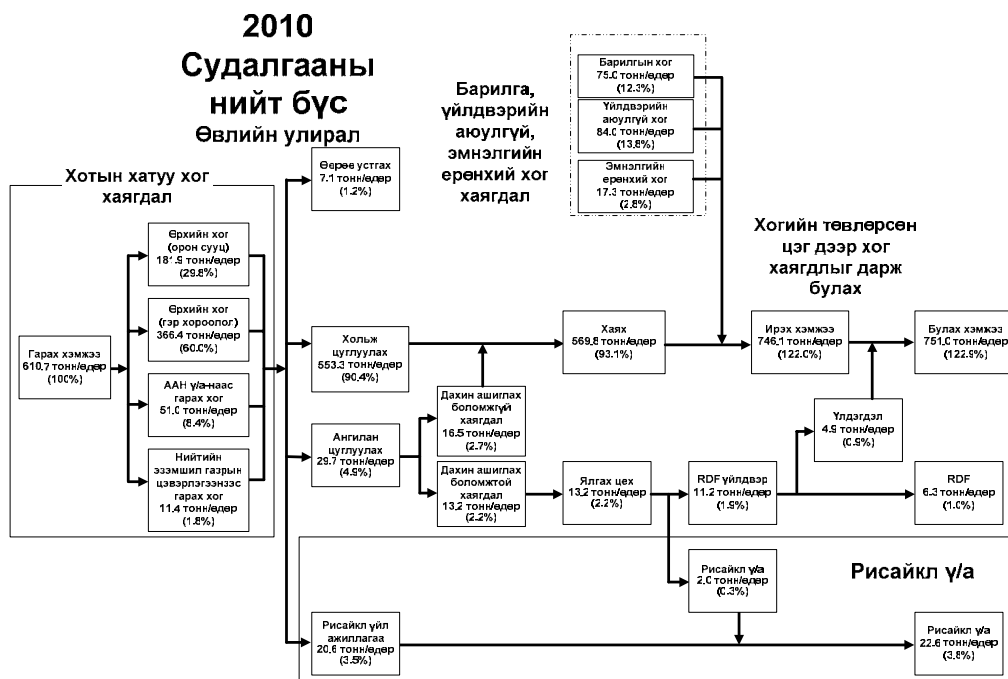 2010
Судалгааны
нийт бүс
Өвлийн улирал
Барилга,
үйлдвэрийн
аюулгүй,
эмнэлгийн
ерөнхий хог
хаягдал
Барилгын хог
75.0 тонн/өдөр
(12.3%)
Үйлдвэрийн
аюулгүй хог
84.0 тонн/өдөр
(13.8%)
Эмнэлгийн
ерөнхий хог
17.3 тонн/өдөр
(2.8%)
Хотын хатуу хог
хаягдал
Өөрөө устгах
7.1 тонн/өдөр
(1.2%)
Хогийн төвлөрсөн
цэг дээр хог
хаягдлыг дарж
булах
Гарах хэмжээ
610.7 тонн/өдөр
(100%)
Өрхийн хог
(орон сууц)
181.9 тонн/өдөр
(29.8%)
Өрхийн хог
(гэр хороолол)
366.4 тонн/өдөр
(60.0%)
ААН ү/а-наас
гарах хог
51.0 тонн/өдөр
(8.4%)
Нийтийн
эзэмшил газрын
цэвэрлэгээнээс
гарах хог
11.4 тонн/өдөр
(1.8%)
Хольж
цуглуулах
553.3 тонн/өдөр
(90.4%)
Хаях
569.8 тонн/өдөр
(93.1%)
Ирэх хэмжээ
746.1 тонн/өдөр
(122.0%)
Булах хэмжээ
751.0 тонн/өдөр
(122.9%)
Ангилан
цуглуулах
29.7 тонн/өдөр
(4.9%)
Дахин ашиглах
боломжгүй
хаягдал
16.5 тонн/өдөр
(2.7%)
Дахин ашиглах
боломжтой
хаягдал
13.2 тонн/өдөр
(2.2%)
Ялгах цех
13.2 тонн/өдөр
(2.2%)
RDF үйлдвэр
11.2 тонн/өдөр
(1.9%)
Үлдэгдэл
4.9 тонн/өдөр
(0.9%)
RDF
6.3 тонн/өдөр
(1.0%)
Рисайкл ү/а
Рисайкл ү/а
2.0 тонн/өдөр
(0.3%)
Рисайкл үйл
ажиллагаа
20.6 тонн/өдөр
(3.5%)
Рисайкл ү/а
22.6 тонн/өдөр
(3.8%)